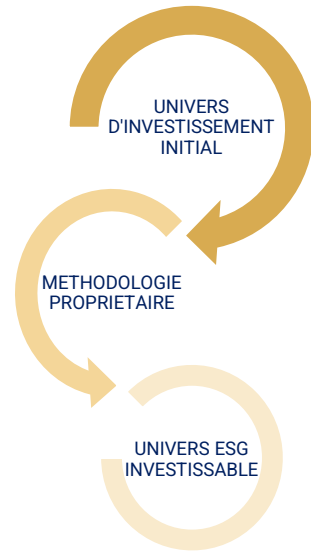 UNIVERS
D'INVESTISSEMENT
INITIAL
METHODOLOGIE
PROPRIETAIRE
UNIVERS ESG
INVESTISSABLE